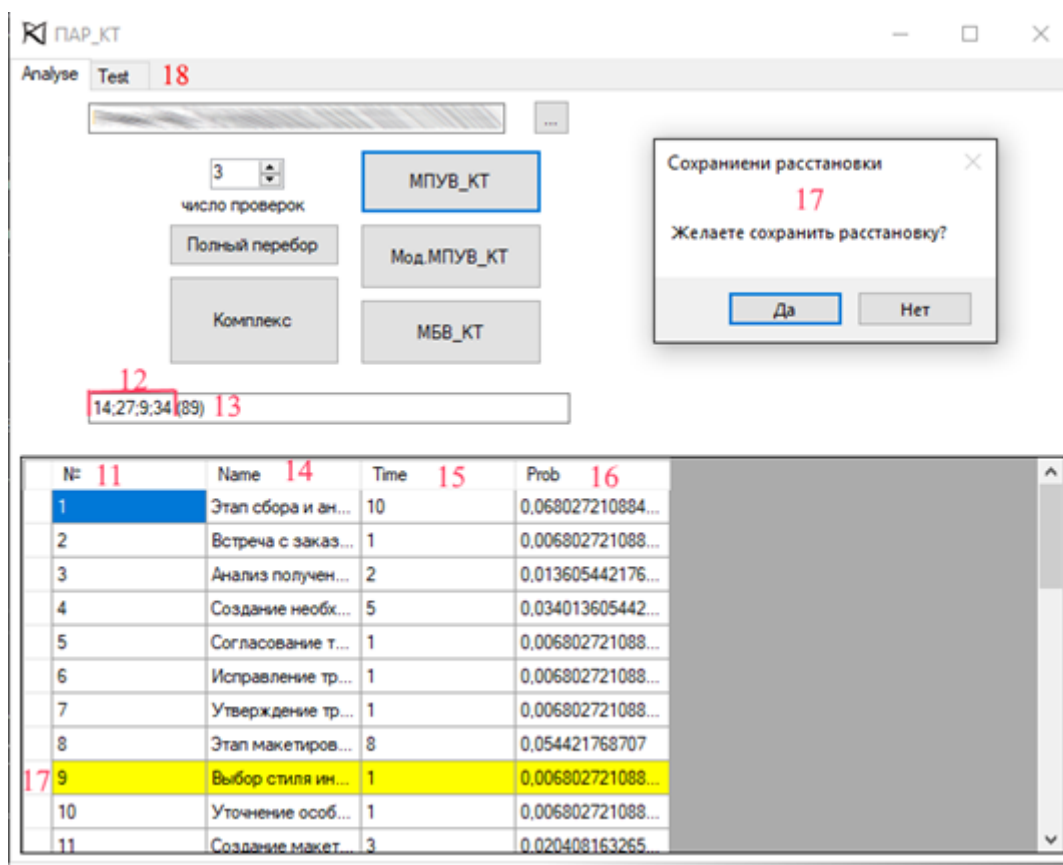 ПАР_КТ
Analyse Test 18
...
3
число проверок
МПУВ_КТ
Полный перебор
Мод.МПУВ_КТ
Комплекс
МБВ_КТ
Сохраниени расстановки
17
Желаете сохранить расстановку?
Да Нет
12
14;27;9;34 (89) 13
№ 11 Name 14 Time 15 Prob 16
1 Этап сбора и ан... 10 0,068027210884...
2 Встреча с заказ... 1 0,006802721088...
3 Анализ получен... 2 0,013605442176...
4 Создание необх... 5 0,034013605442...
5 Согласование т... 1 0,006802721088...
6 Исправление тр... 1 0,006802721088...
7 Утверждение тр... 1 0,006802721088...
8 Этап макетиров... 8 0,054421768707
17 9 Выбор стиля ин... 1 0,006802721088...
10 Уточнение особ... 1 0,006802721088...
11 Создание макет... 3 0,020408163265...